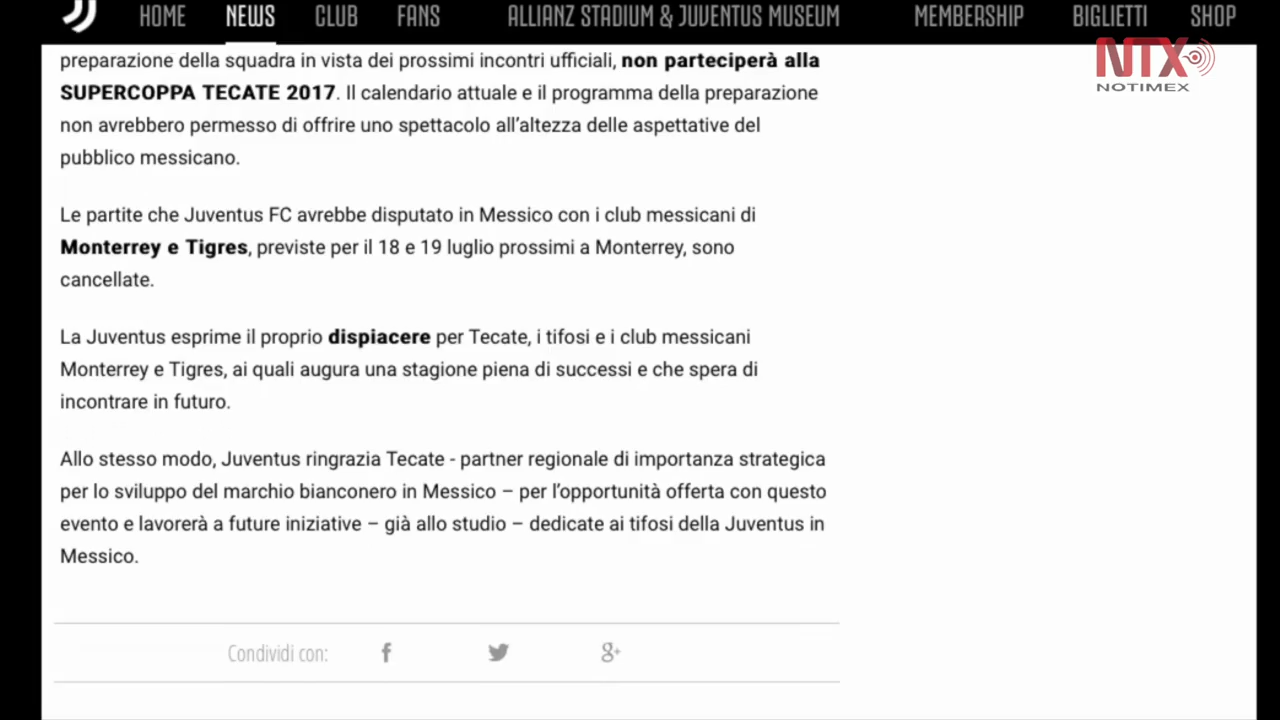 HOME NEWS CLUB FANS ALLIANZ STADIUM & JUVENTUS MUSEUM MEMBERSHIP BIGLIETTI SHOP
NTX
NOTIMEX
preparazione della squadra in vista dei prossimi incontri ufficiali, non parteciperà alla
SUPERCOPPA TECATE 2017. Il calendario attuale e il programma della preparazione
non avrebbero permesso di offrire uno spettacolo all'altezza delle aspettative del
pubblico messicano.
Le partite che Juventus FC avrebbe disputato in Messico con i club messicani di
Monterrey e Tigres, previste per il 18 e 19 luglio prossimi a Monterrey, sono
cancellate.
La Juventus esprime il proprio dispiacere per Tecate, i tifosi e i club messicani
Monterrey e Tigres, ai quali augura una stagione piena di successi e che spera di
incontrare in futuro.
Allo stesso modo, Juventus ringrazia Tecate - partner regionale di importanza strategica
per lo sviluppo del marchio bianconero in Messico – per l'opportunità offerta con questo
evento e lavorerà a future iniziative – già allo studio – dedicate ai tifosi della Juventus in
Messico.
Condividi con: f g+